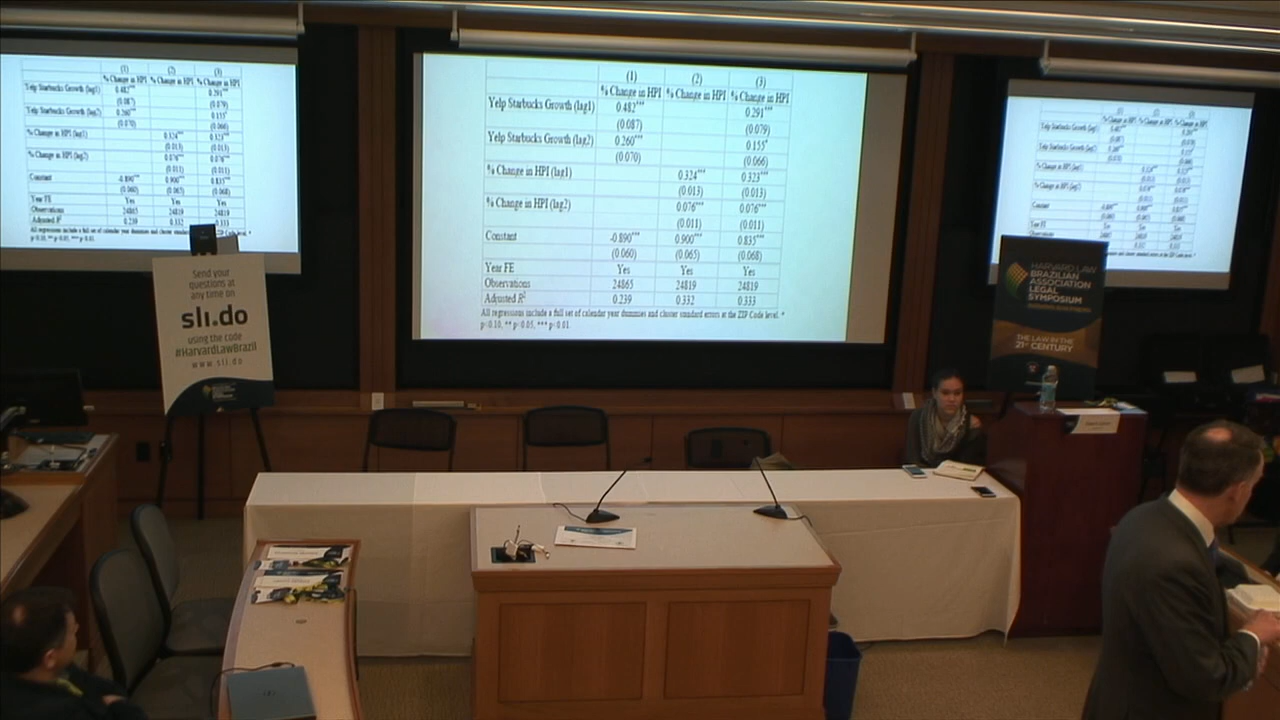 (1) (2) (3)
% Change in HPI % Change in HPI % Change in HPI
Yelp Starbucks Growth (lag1) 0.482*** 0.291***
(0.087) (0.079)
Yelp Starbucks Growth (lag2) 0.260*** 0.155*
(0.070) (0.066)
% Change in HPI (lag1) 0.324*** 0.323***
(0.013) (0.013)
% Change in HPI (lag2) 0.076*** 0.076***
(0.011) (0.011)
Constant -0.890*** 0.900*** 0.835***
(0.060) (0.065) (0.068)
Year FE Yes Yes Yes
Observations 24865 24819 24819
Adjusted R² 0.239 0.332 0.333
All regressions include a full set of calendar year dummies and cluster standard errors at the ZIP Code level. *
p<0.10, ** p<0.05, *** p<0.01.
Send your
questions at
any time on
sli.do
using the code
#HarvardLawBrazil
www.sli.do
HARVARD LAW
BRAZILIAN
ASSOCIATION
LEGAL
SYMPOSIUM
THE LAW IN THE
21ST CENTURY